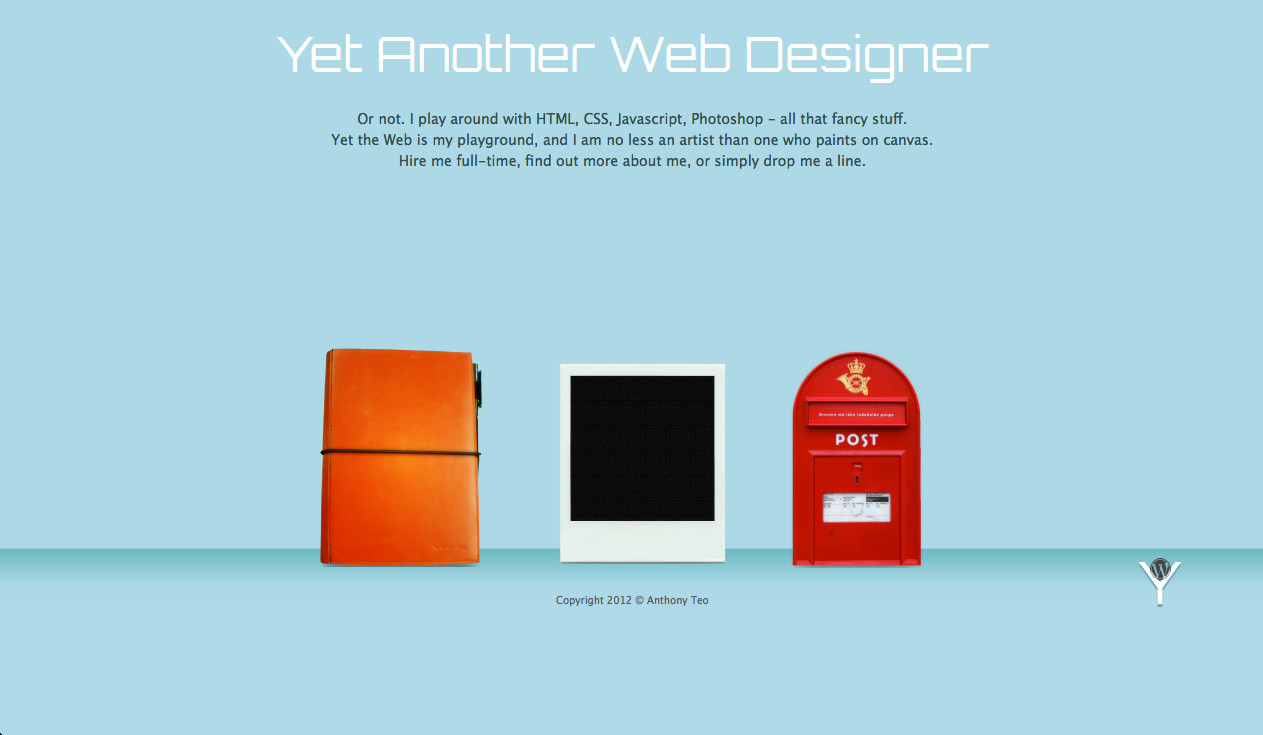 Yet Another Web Designer
Or not. I play around with HTML, CSS, Javascript, Photoshop - all that fancy stuff.
Yet the Web is my playground, and I am no less an artist than one who paints on canvas.
Hire me full-time, find out more about me, or simply drop me a line.
POST
Copyright 2012 © Anthony Teo